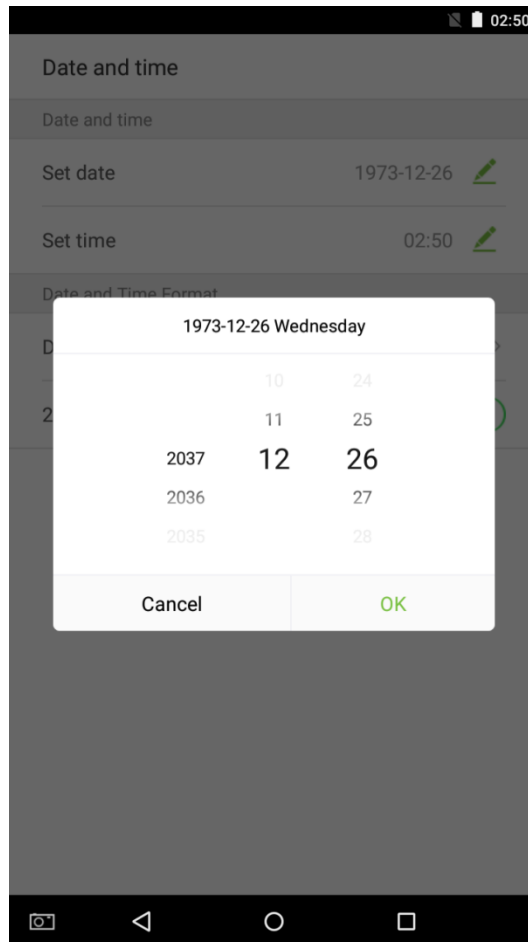 02:50
Date and time
Date and time
Set date 1973-12-26
Set time 02:50
Date and Time Format
D
2
1973-12-26 Wednesday
10 24
11 25
2037 12 26
2036 27
2035 28
Cancel OK